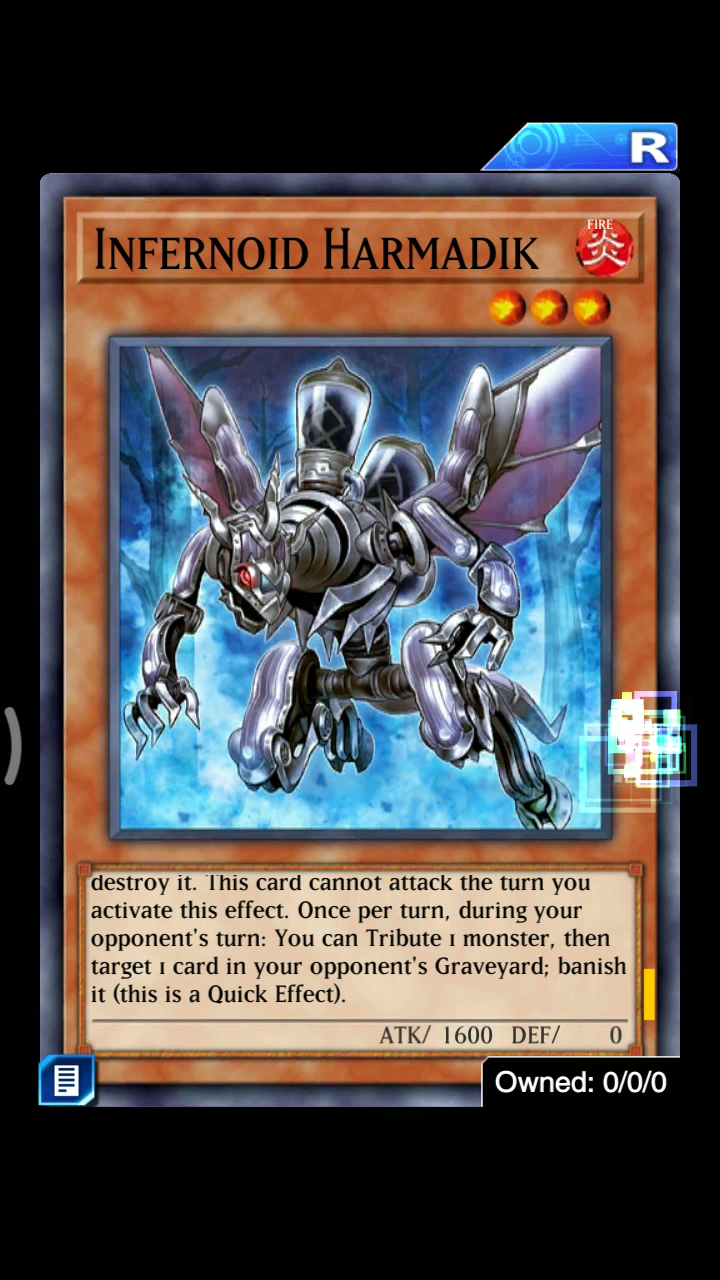 R
INFERNOID HARMADIK
FIRE
炎
destroy it. This card cannot attack the turn you
activate this effect. Once per turn, during your
opponent's turn: You can Tribute 1 monster, then
target 1 card in your opponent's Graveyard; banish
it (this is a Quick Effect).
ATK/ 1600 DEF/ 0
Owned: 0/0/0